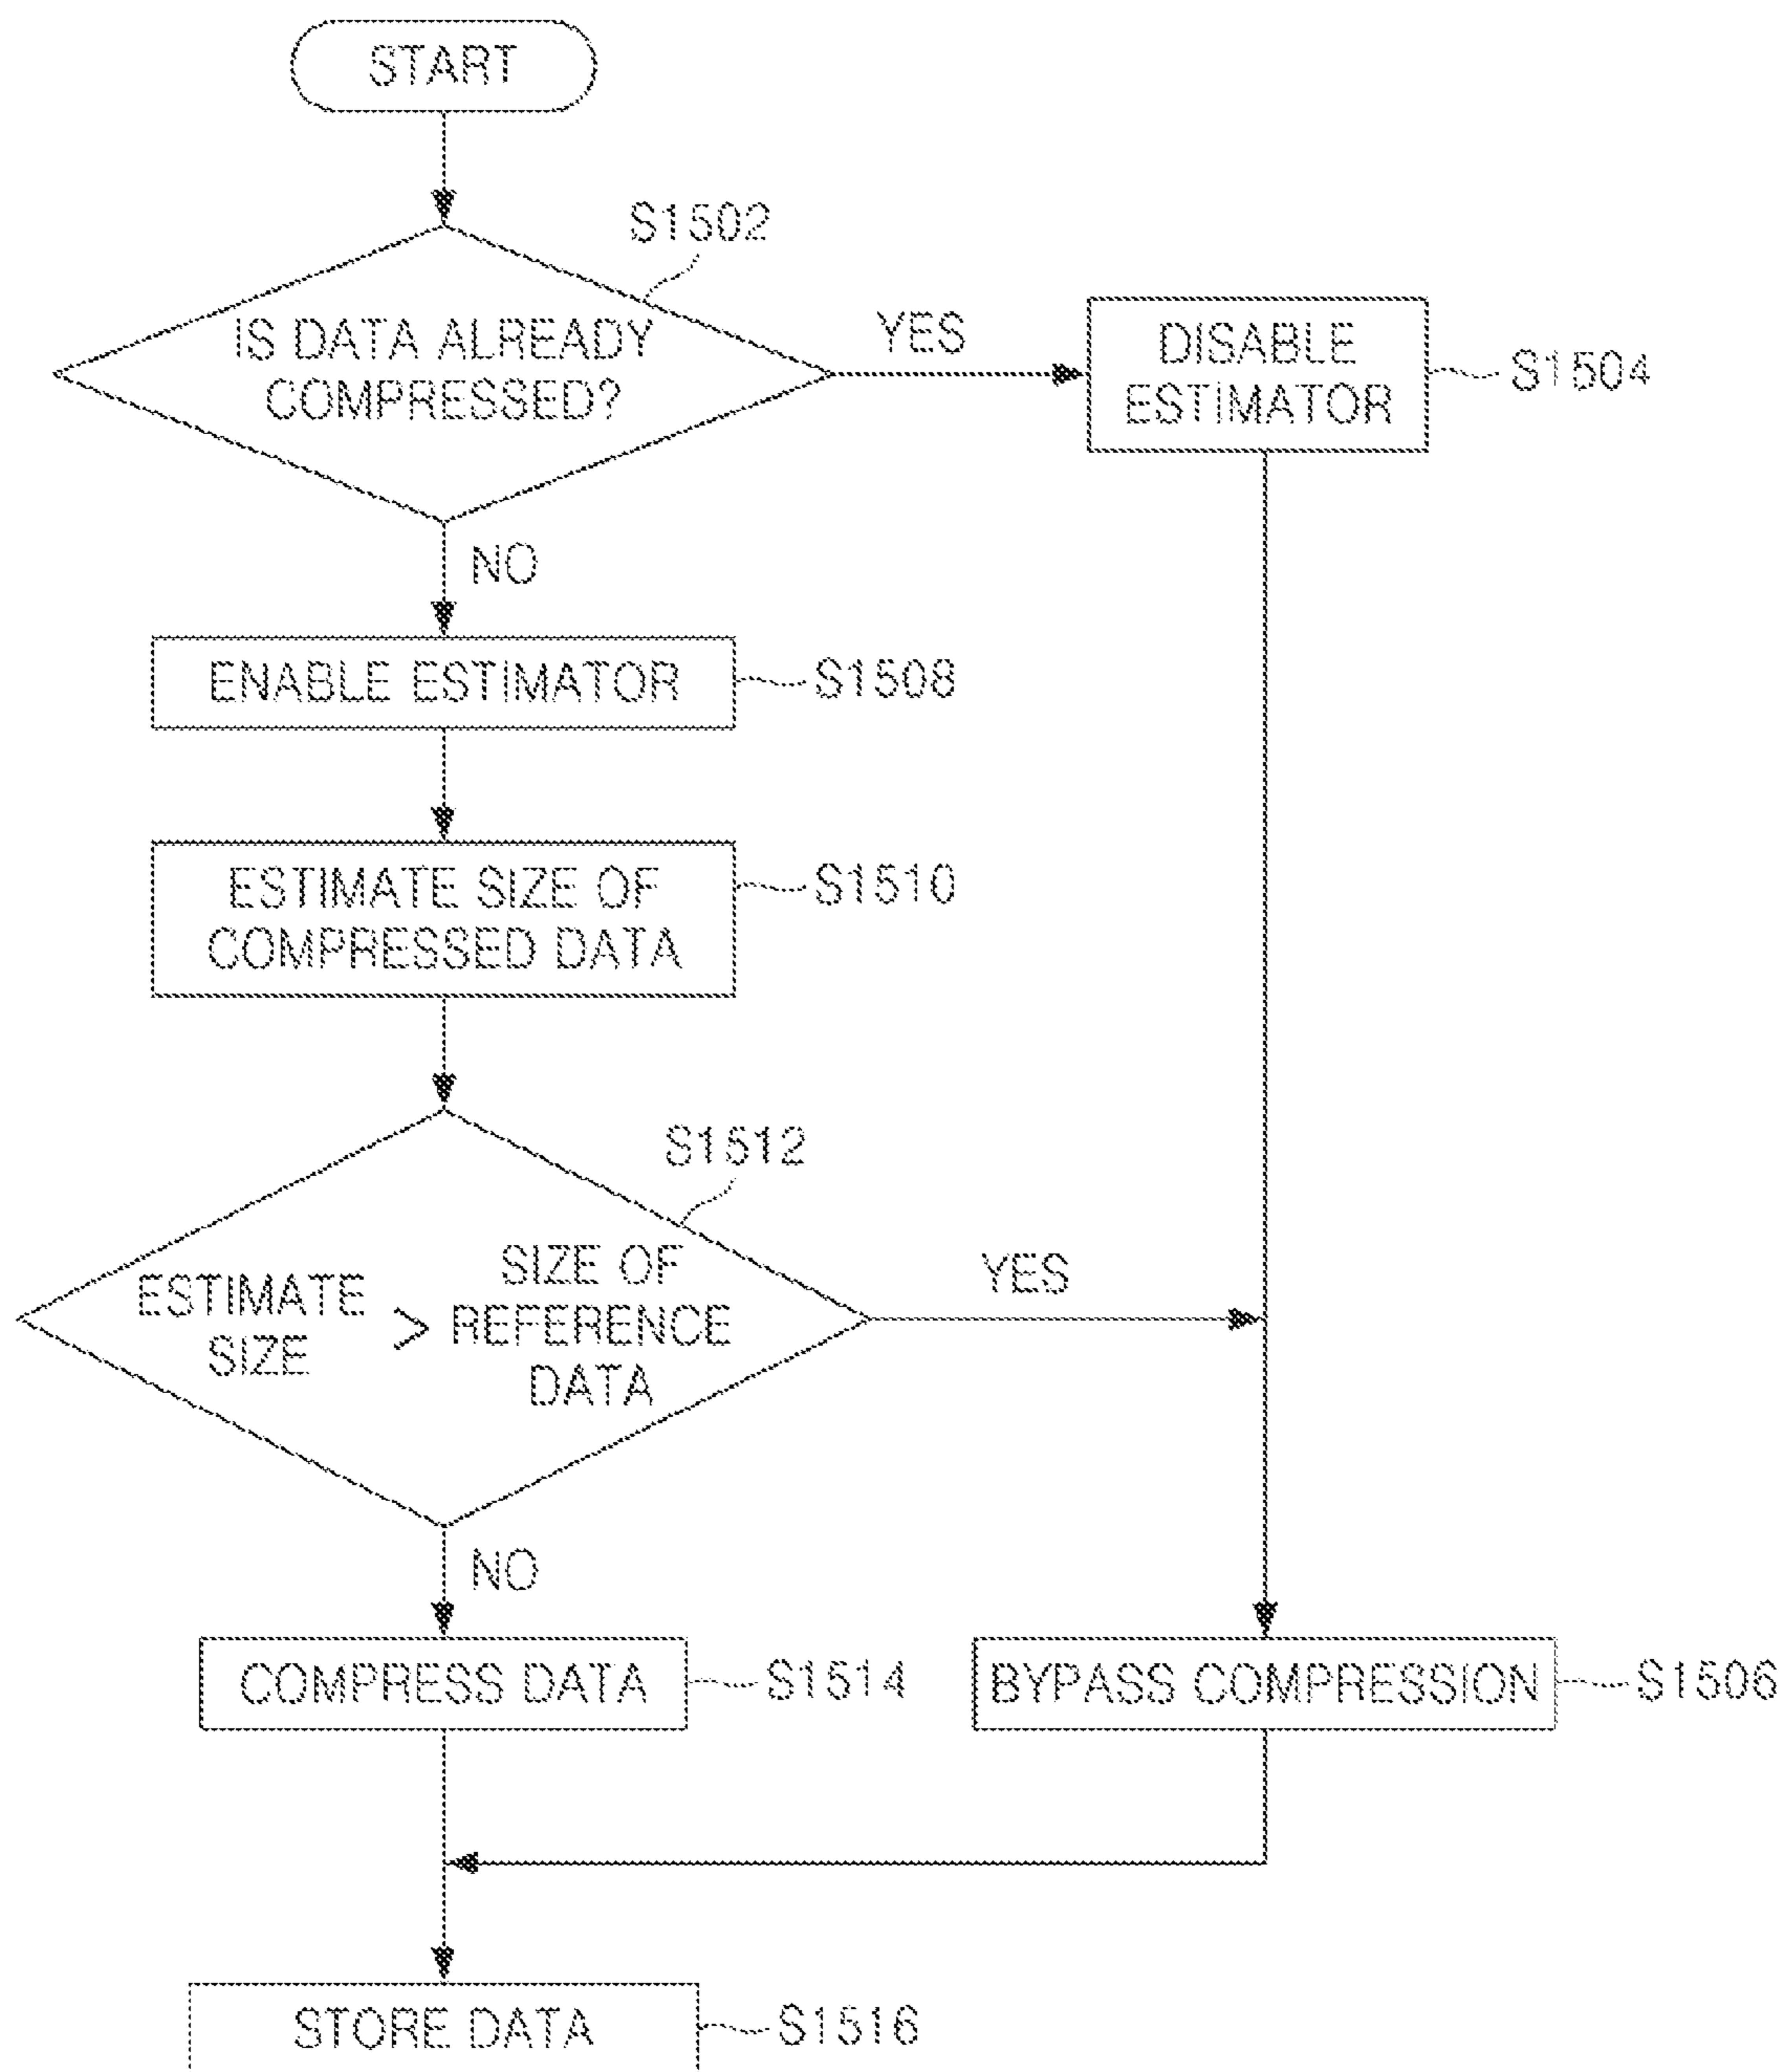 START
S1502
IS DATA ALREADY
COMPRESSED?
YES
DISABLE
ESTIMATOR
S1504
NO
ENABLE ESTIMATOR
S1508
ESTIMATE SIZE OF
COMPRESSED DATA
S1510
S1512
ESTIMATE
SIZE
>
SIZE OF
REFERENCE
DATA
YES
NO
COMPRESS DATA
S1514
BYPASS COMPRESSION
S1506
STORE DATA
S1516